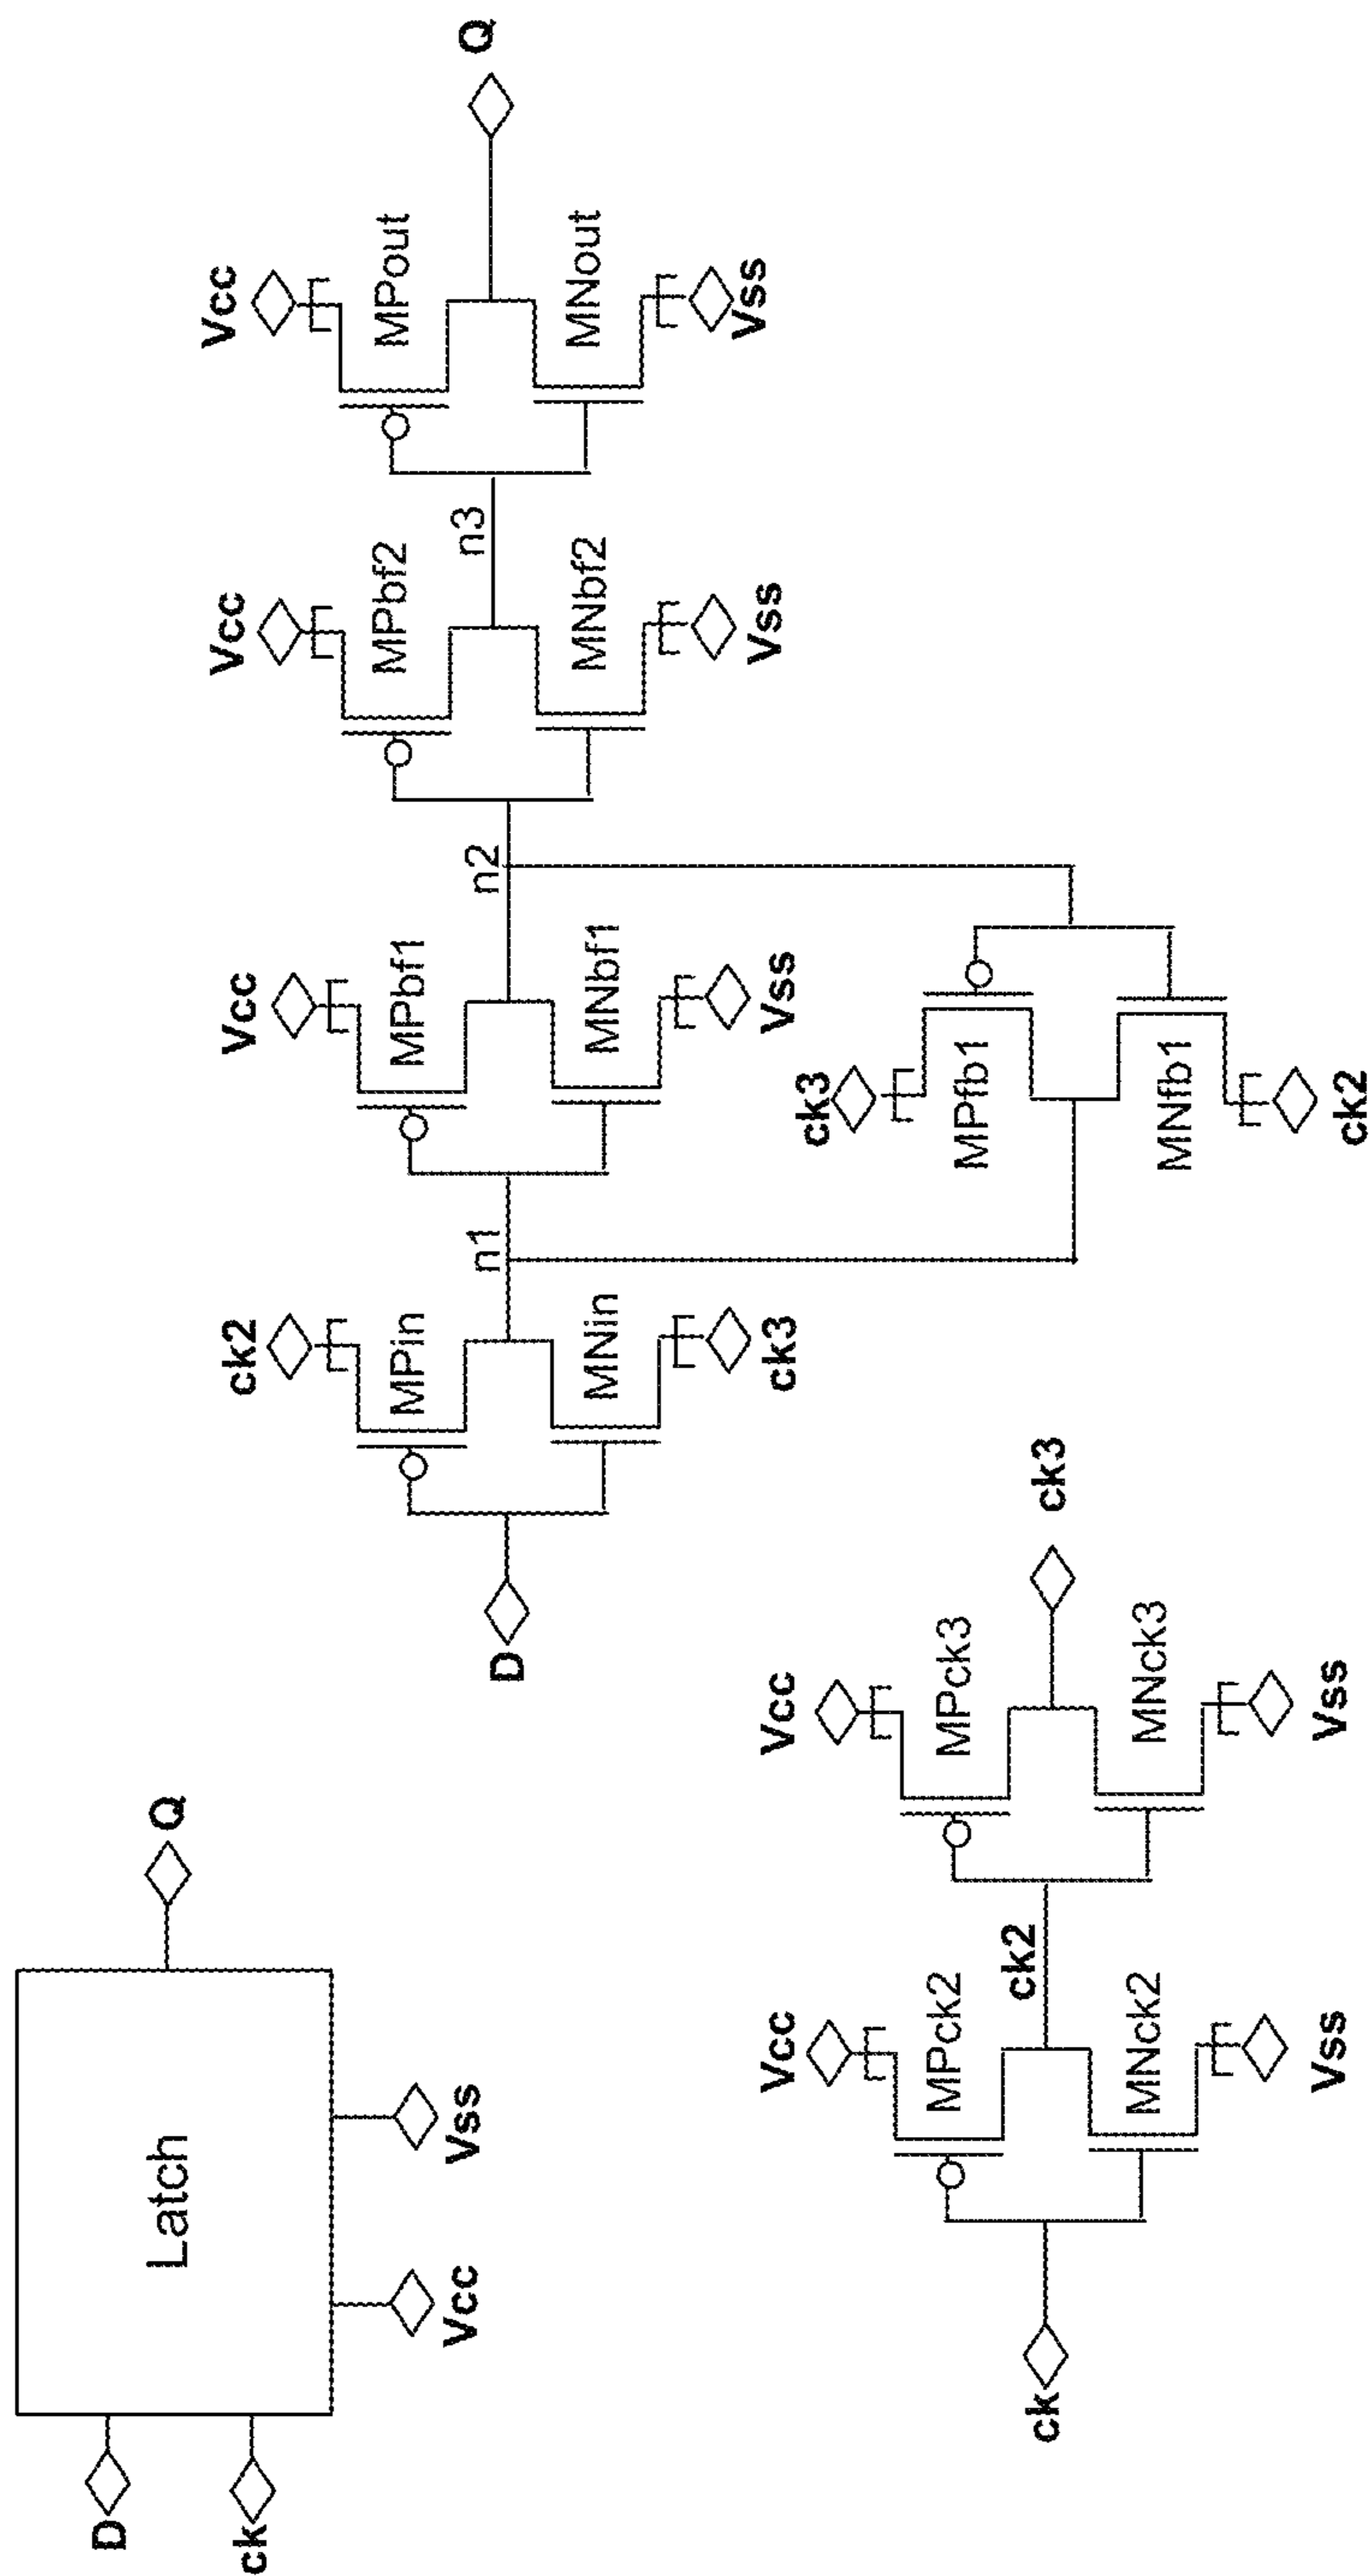 Latch
D
ck
Q
Vcc
Vss
ck
Vcc
MPck2
MNck2
Vss
ck2
Vcc
MPck3
MNck3
Vss
ck3
D
ck2
MPin
MNin
ck3
n1
Vcc
MPbf1
MNbf1
Vss
n2
ck3
MPfb1
MNfb1
ck2
Vcc
MPbf2
MNbf2
Vss
n3
Vcc
MPout
MNout
Vss
Q